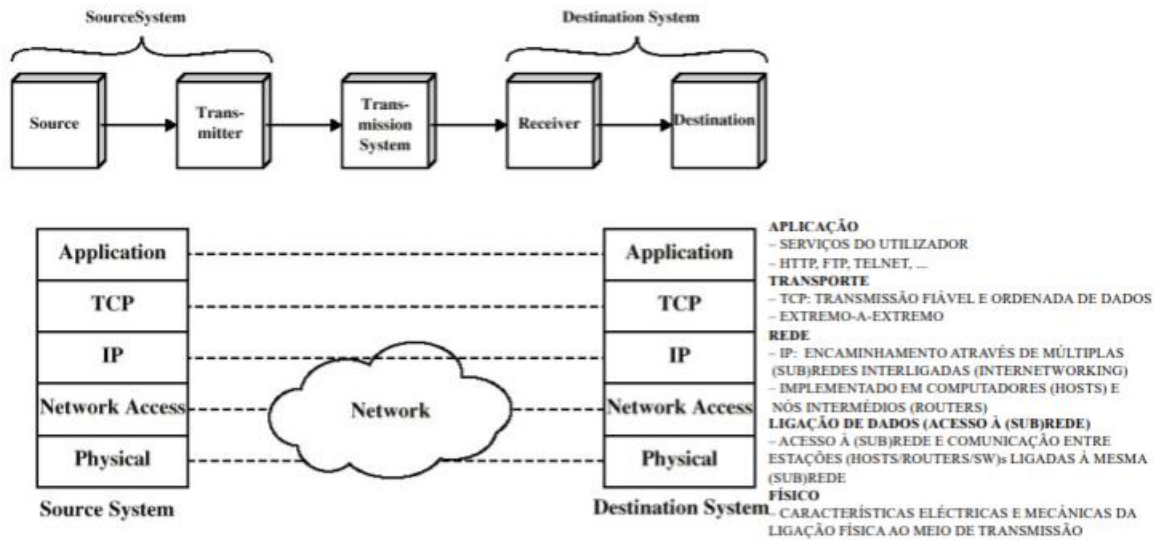 SourceSystem
Destination System
Source
Trans-
mitter
Trans-
mission
System
Receiver
Destination
Application
TCP
IP
Network Access
Physical
Source System
Network
Application
TCP
IP
Network Access
Physical
Destination System
APLICAÇÃO
– SERVIÇOS DO UTILIZADOR
– HTTP, FTP, TELNET, ...
TRANSPORTE
– TCP: TRANSMISSÃO FIÁVEL E ORDENADA DE DADOS
– EXTREMO-A-EXTREMO
REDE
– IP: ENCAMINHAMENTO ATRAVÉS DE MÚLTIPLAS
(SUB)REDES INTERLIGADAS (INTERNETWORKING)
– IMPLEMENTADO EM COMPUTADORES (HOSTS) E
NÓS INTERMÉDIOS (ROUTERS)
LIGAÇÃO DE DADOS (ACESSO À (SUB)REDE)
– ACESSO À (SUB)REDE E COMUNICAÇÃO ENTRE
ESTAÇÕES (HOSTS/ROUTERS/SW)s LIGADAS À MESMA
(SUB)REDE
FÍSICO
– CARACTERÍSTICAS ELÉCTRICAS E MECÂNICAS DA
LIGAÇÃO FÍSICA AO MEIO DE TRANSMISSÃO